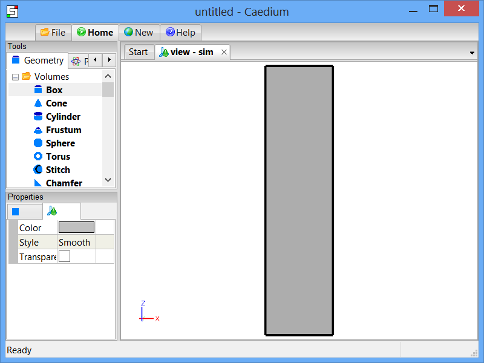 untitled - Caedium
File Home New Help
Tools
Geometry
Volumes
Box
Cone
Cylinder
Frustum
Sphere
Torus
Stitch
Chamfer
Properties
Color
Style Smooth
Transpare
Start view - sim
Z
X
Ready